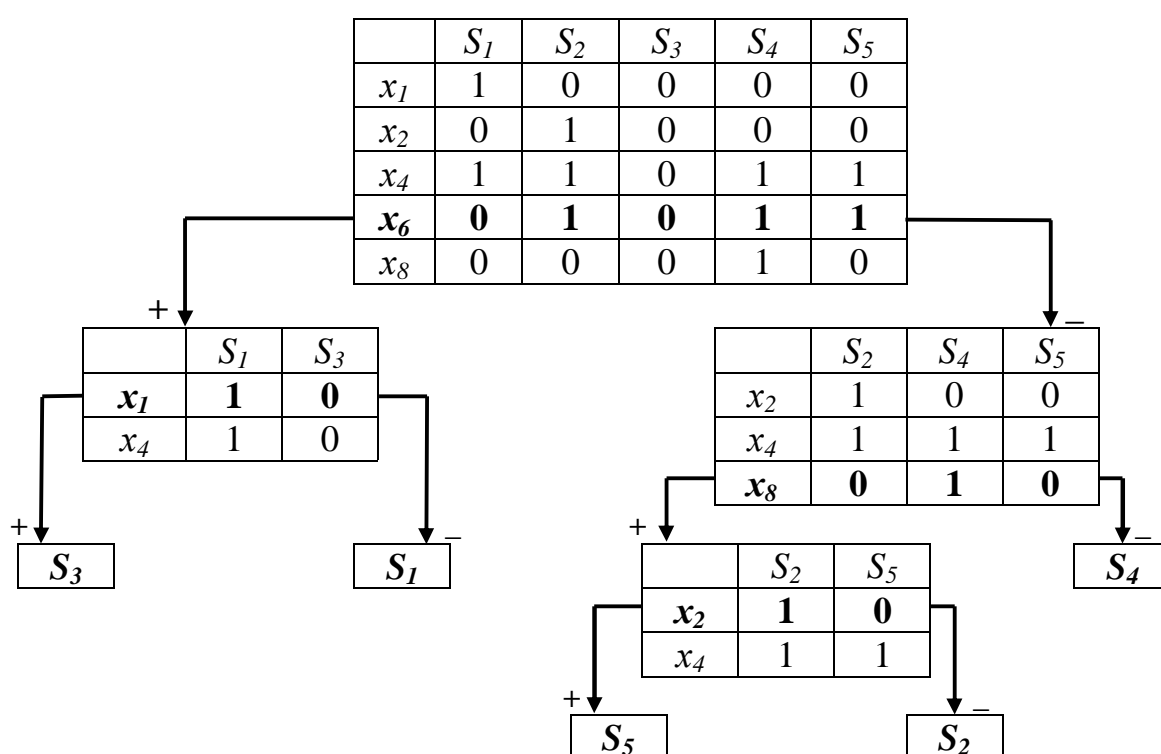 S₁ S₂ S₃ S₄ S₅
x₁ 1 0 0 0 0
x₂ 0 1 0 0 0
x₄ 1 1 0 1 1
x₆ 0 1 0 1 1
x₈ 0 0 0 1 0
+ –
S₁ S₃
x₁ 1 0
x₄ 1 0
S₂ S₄ S₅
x₂ 1 0 0
x₄ 1 1 1
x₈ 0 1 0
+ – + –
S₃ S₁ S₄
S₂ S₅
x₂ 1 0
x₄ 1 1
+ –
S₅ S₂